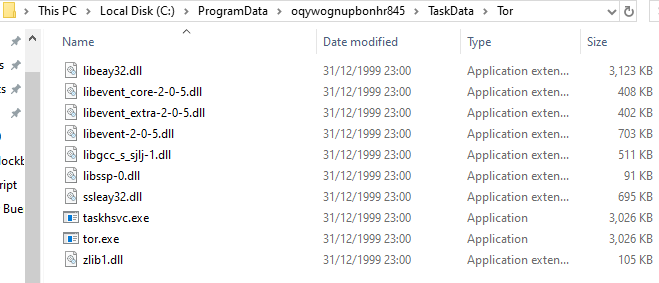 › This PC › Local Disk (C:) › ProgramData › oqywognupbonhr845 › TaskData › Tor
Name Date modified Type Size
libeay32.dll 31/12/1999 23:00 Application exten... 3,123 KB
libevent_core-2-0-5.dll 31/12/1999 23:00 Application exten... 408 KB
libevent_extra-2-0-5.dll 31/12/1999 23:00 Application exten... 402 KB
libevent-2-0-5.dll 31/12/1999 23:00 Application exten... 703 KB
libgcc_s_sjlj-1.dll 31/12/1999 23:00 Application exten... 511 KB
libssp-0.dll 31/12/1999 23:00 Application exten... 91 KB
ssleay32.dll 31/12/1999 23:00 Application exten... 695 KB
taskhsvc.exe 31/12/1999 23:00 Application 3,026 KB
tor.exe 31/12/1999 23:00 Application 3,026 KB
zlib1.dll 31/12/1999 23:00 Application exten... 105 KB
ockb
ript
Bue